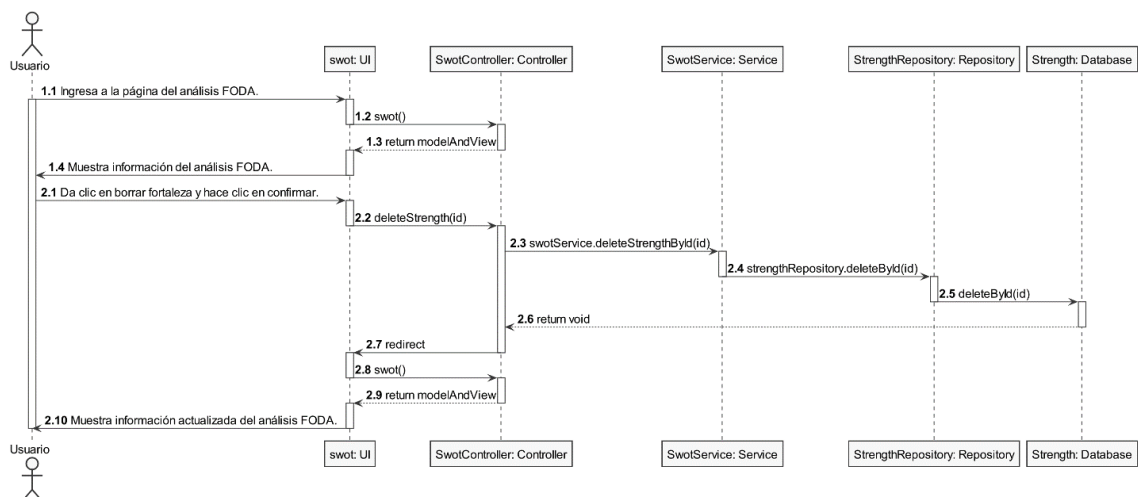 Usuario
swot: UI
SwotController: Controller
SwotService: Service
StrengthRepository: Repository
Strength: Database
1.1 Ingresa a la página del análisis FODA.
1.2 swot()
1.3 return modelAndView
1.4 Muestra información del análisis FODA.
2.1 Da clic en borrar fortaleza y hace clic en confirmar.
2.2 deleteStrength(id)
2.3 swotService.deleteStrengthById(id)
2.4 strengthRepository.deleteById(id)
2.5 deleteById(id)
2.6 return void
2.7 redirect
2.8 swot()
2.9 return modelAndView
2.10 Muestra información actualizada del análisis FODA.
Usuario
swot: UI
SwotController: Controller
SwotService: Service
StrengthRepository: Repository
Strength: Database